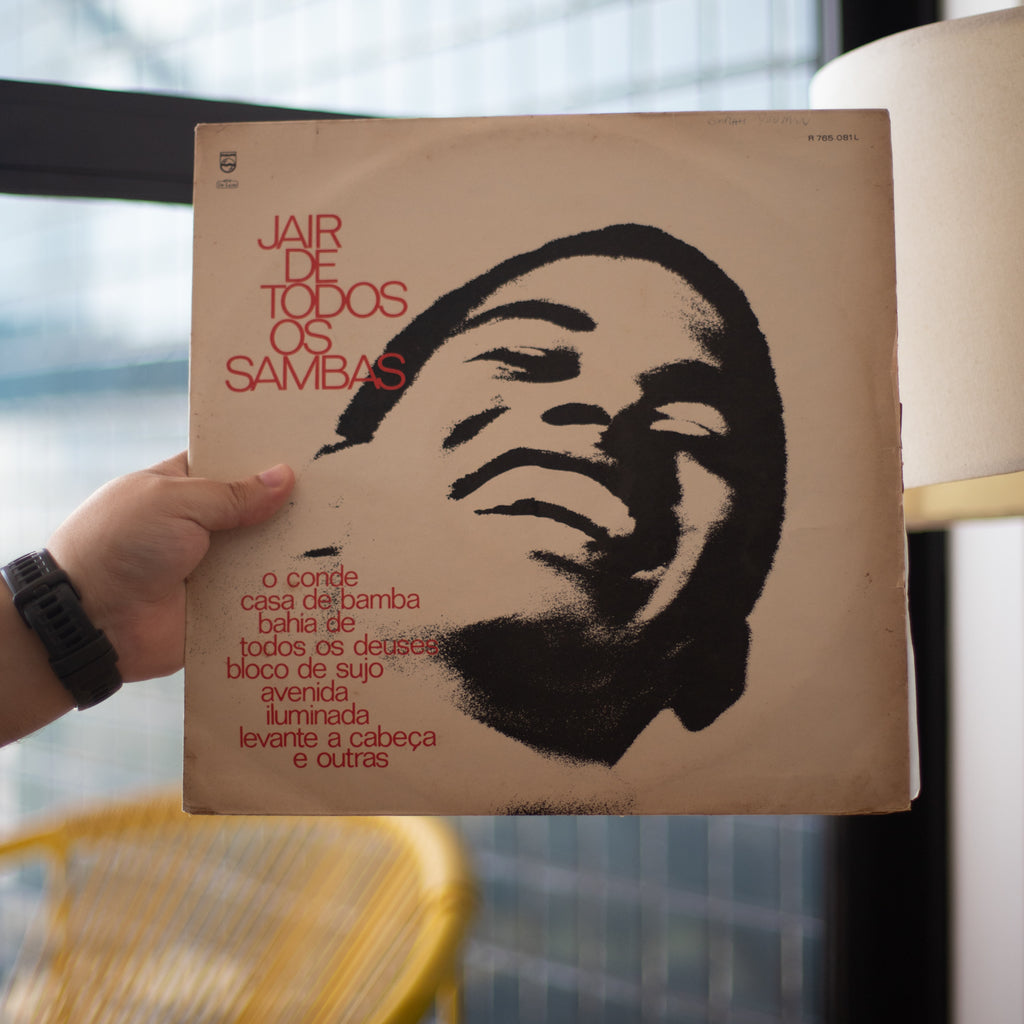 R 765.081 L
JAIR
DE
TODOS
OS
SAMBAS
o conde
casa de bamba
bahia de
todos os deuses
bloco de sujo
avenida
iluminada
levante a cabeça
e outras